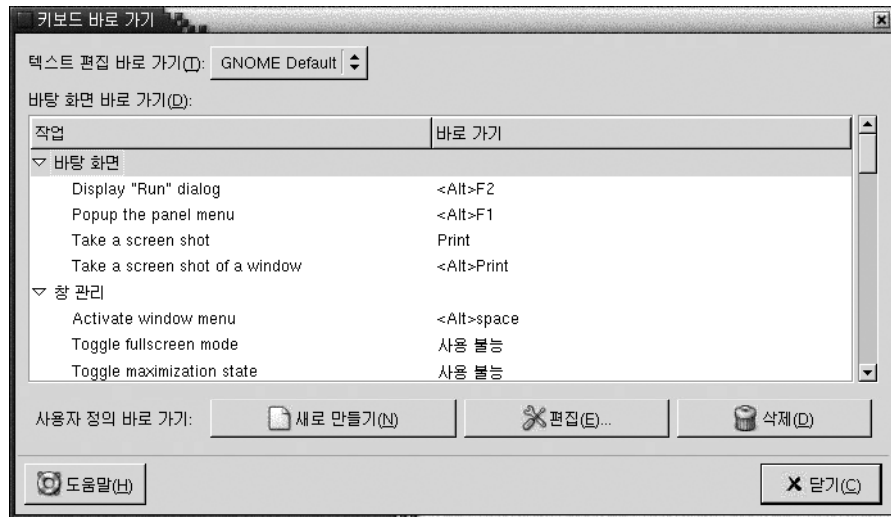 키보드 바로 가기
텍스트 편집 바로 가기(T): GNOME Default
바탕 화면 바로 가기(D):
작업 바로 가기
바탕 화면
Display "Run" dialog <Alt>F2
Popup the panel menu <Alt>F1
Take a screen shot Print
Take a screen shot of a window <Alt>Print
창 관리
Activate window menu <Alt>space
Toggle fullscreen mode 사용 불능
Toggle maximization state 사용 불능
사용자 정의 바로 가기: 새로 만들기(N) 편집(E)... 삭제(D)
도움말(H) 닫기(C)